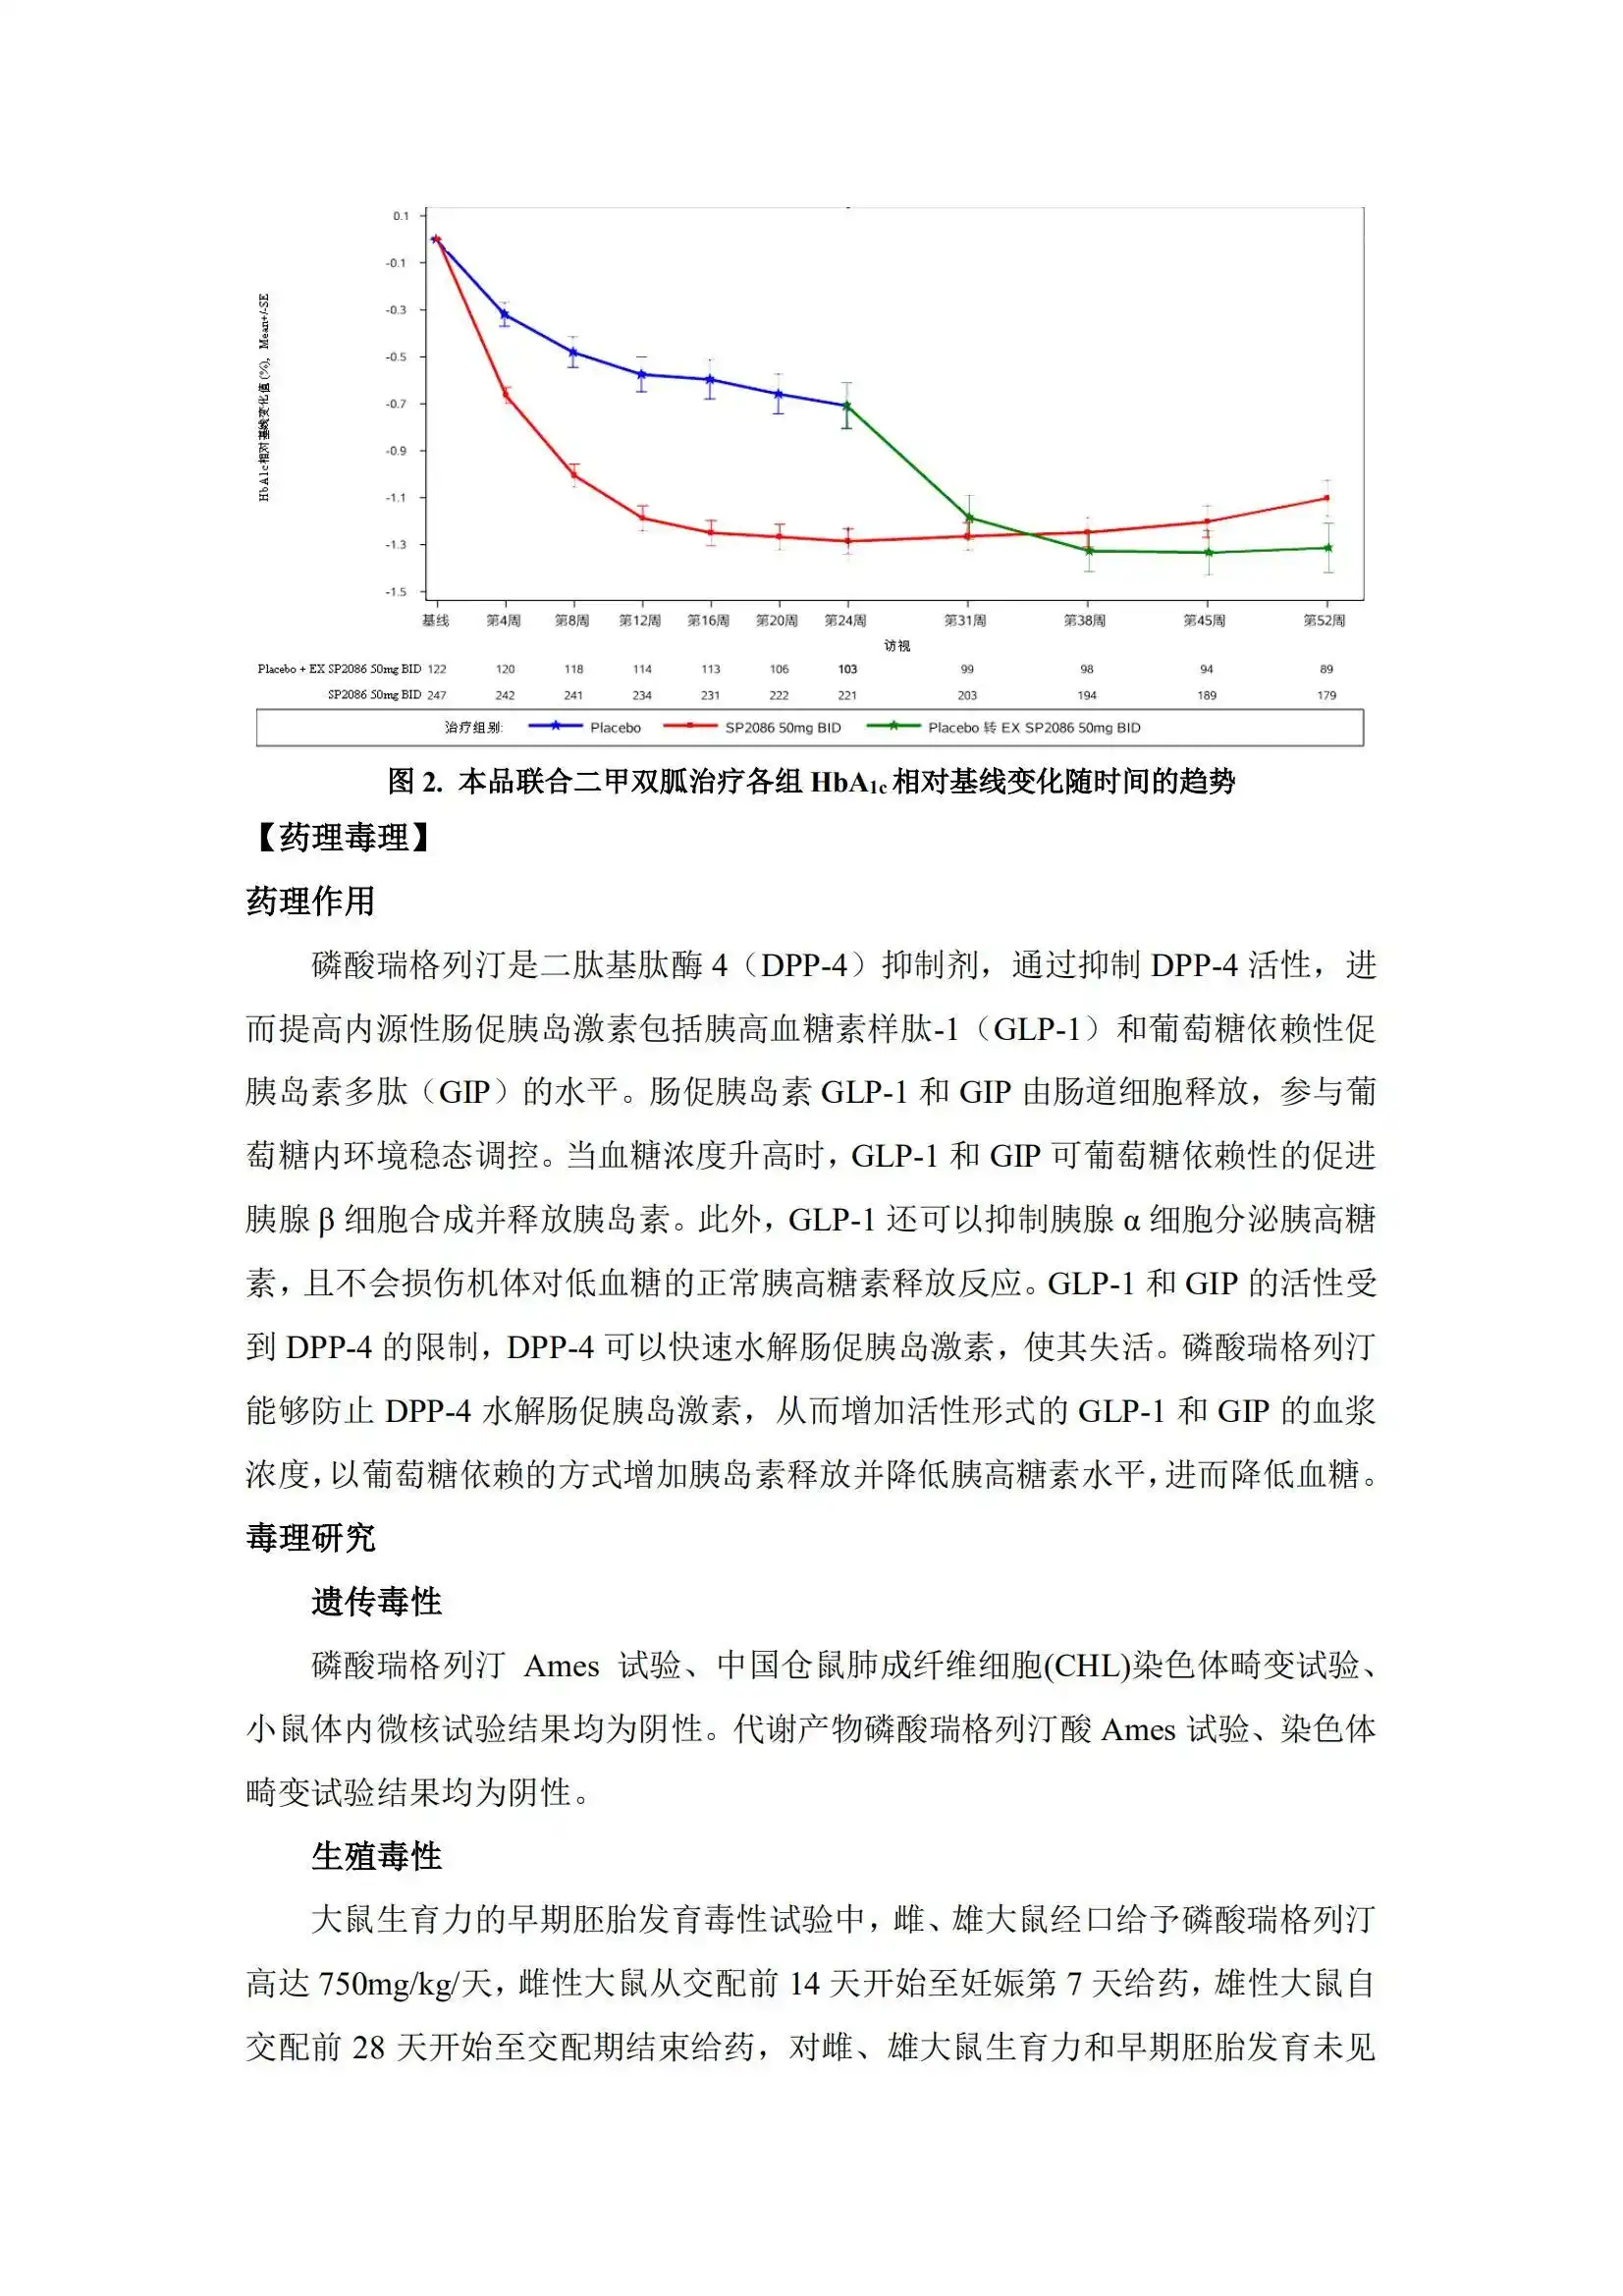 0.1
-0.1
-0.3
-0.5
-0.7
-0.9
-1.1
-1.3
-1.5
HbA1c相对基线变化值(%)，Mean+/-SE
基线 第4周 第8周 第12周 第16周 第20周 第24周 第31周 第38周 第45周 第52周
访视
Placebo + EX SP2086 50mg BID 122 120 118 114 113 106 103 99 98 94 89
SP2086 50mg BID 247 242 241 234 231 222 221 203 194 189 179
治疗组别: Placebo SP2086 50mg BID Placebo 转 EX SP2086 50mg BID
图 2. 本品联合二甲双胍治疗各组 HbA1c 相对基线变化随时间的趋势
【药理毒理】
药理作用
磷酸瑞格列汀是二肽基肽酶 4（DPP-4）抑制剂，通过抑制 DPP-4 活性，进
而提高内源性肠促胰岛激素包括胰高血糖素样肽-1（GLP-1）和葡萄糖依赖性促
胰岛素多肽（GIP）的水平。肠促胰岛素 GLP-1 和 GIP 由肠道细胞释放，参与葡
萄糖内环境稳态调控。当血糖浓度升高时，GLP-1 和 GIP 可葡萄糖依赖性的促进
胰腺 β 细胞合成并释放胰岛素。此外，GLP-1 还可以抑制胰腺 α 细胞分泌胰高糖
素，且不会损伤机体对低血糖的正常胰高糖素释放反应。GLP-1 和 GIP 的活性受
到 DPP-4 的限制，DPP-4 可以快速水解肠促胰岛激素，使其失活。磷酸瑞格列汀
能够防止 DPP-4 水解肠促胰岛激素，从而增加活性形式的 GLP-1 和 GIP 的血浆
浓度，以葡萄糖依赖的方式增加胰岛素释放并降低胰高糖素水平，进而降低血糖。
毒理研究
遗传毒性
磷酸瑞格列汀 Ames 试验、中国仓鼠肺成纤维细胞(CHL)染色体畸变试验、
小鼠体内微核试验结果均为阴性。代谢产物磷酸瑞格列汀酸 Ames 试验、染色体
畸变试验结果均为阴性。
生殖毒性
大鼠生育力的早期胚胎发育毒性试验中，雌、雄大鼠经口给予磷酸瑞格列汀
高达 750mg/kg/天，雌性大鼠从交配前 14 天开始至妊娠第 7 天给药，雄性大鼠自
交配前 28 天开始至交配期结束给药，对雌、雄大鼠生育力和早期胚胎发育未见